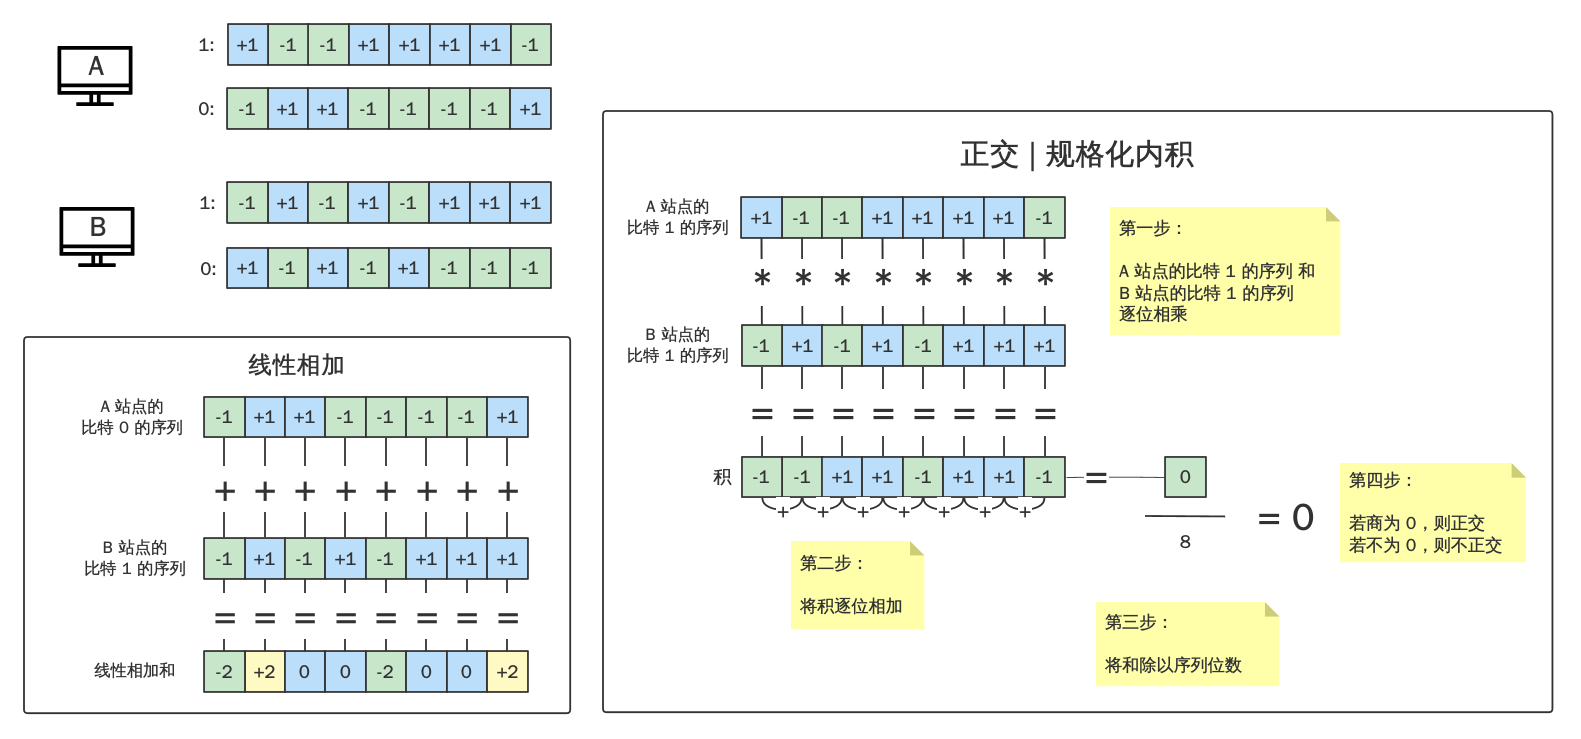 A
1: +1 -1 -1 +1 +1 +1 +1 -1
0: -1 +1 +1 -1 -1 -1 -1 +1
B
1: -1 +1 -1 +1 -1 +1 +1 +1
0: +1 -1 +1 -1 +1 -1 -1 -1
线性相加
A 站点的
比特 0 的序列
-1 +1 +1 -1 -1 -1 -1 +1
+ + + + + + + +
B 站点的
比特 1 的序列
-1 +1 -1 +1 -1 +1 +1 +1
= = = = = = = =
线性相加和
-2 +2 0 0 -2 0 0 +2
正交 | 规格化内积
A 站点的
比特 1 的序列
+1 -1 -1 +1 +1 +1 +1 -1
* * * * * * * *
B 站点的
比特 1 的序列
-1 +1 -1 +1 -1 +1 +1 +1
= = = = = = = =
积
-1 -1 +1 +1 -1 +1 +1 -1 = 0
+ + + + + + +
8
= 0
第一步：
A 站点的比特 1 的序列 和
B 站点的比特 1 的序列
逐位相乘
第二步：
将积逐位相加
第三步：
将和除以序列位数
第四步：
若商为 0，则正交
若不为 0，则不正交